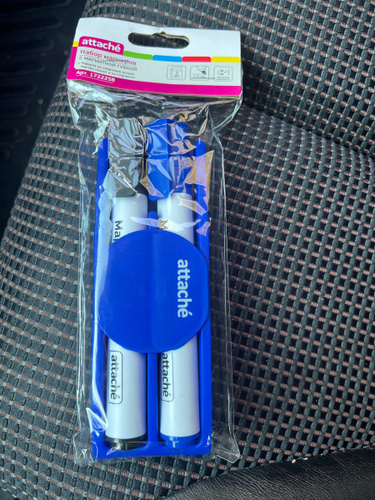 attaché
Набор маркеров
С МАГНИТНОЙ ГУБКОЙ
Арт. 1722258
attaché
Ma
attaché
attaché